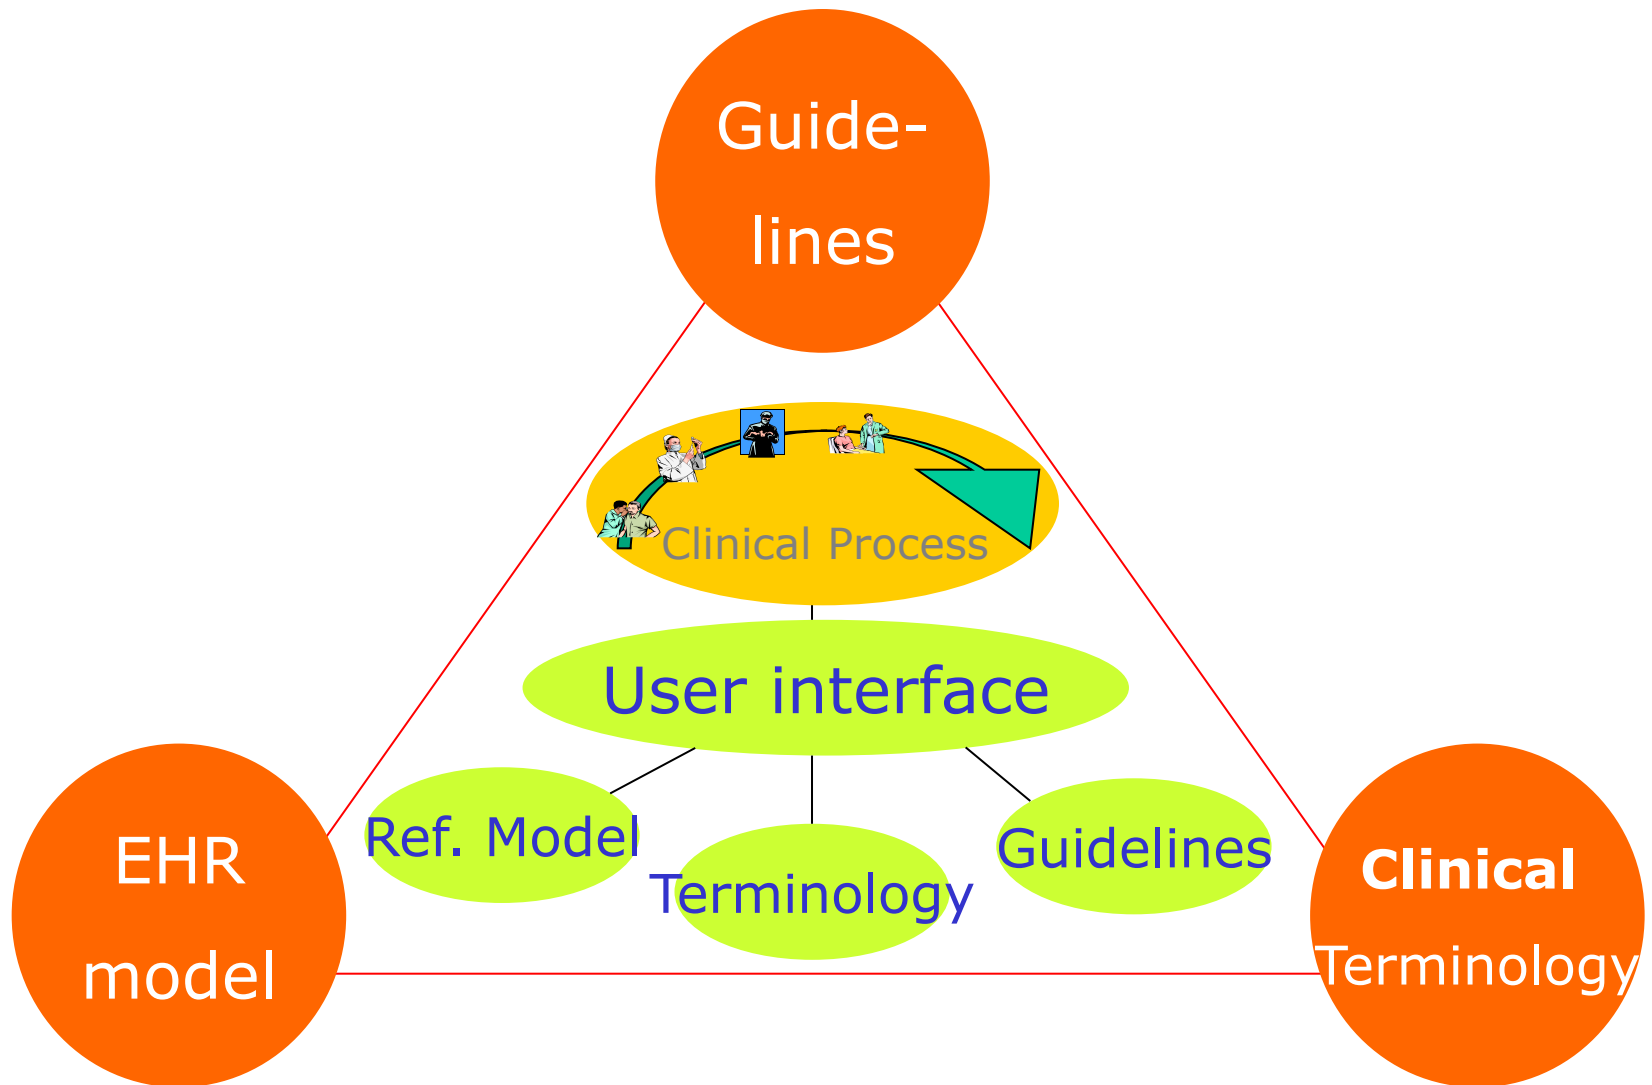 Guide-
lines
Clinical Process
User interface
Ref. Model
Terminology
Guidelines
EHR
model
Clinical
Terminology